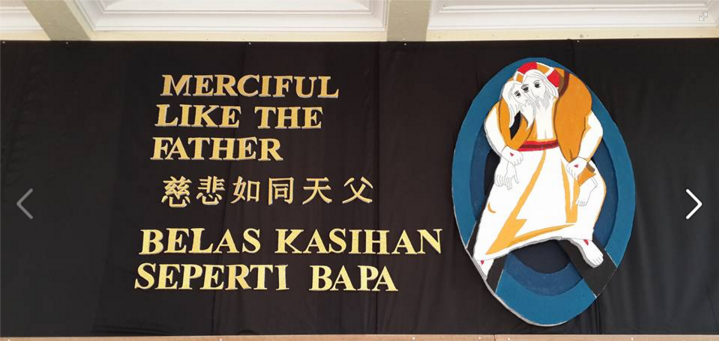 MERCIFUL
LIKE THE
FATHER
慈悲如同天父
BELAS KASIHAN
SEPERTI BAPA